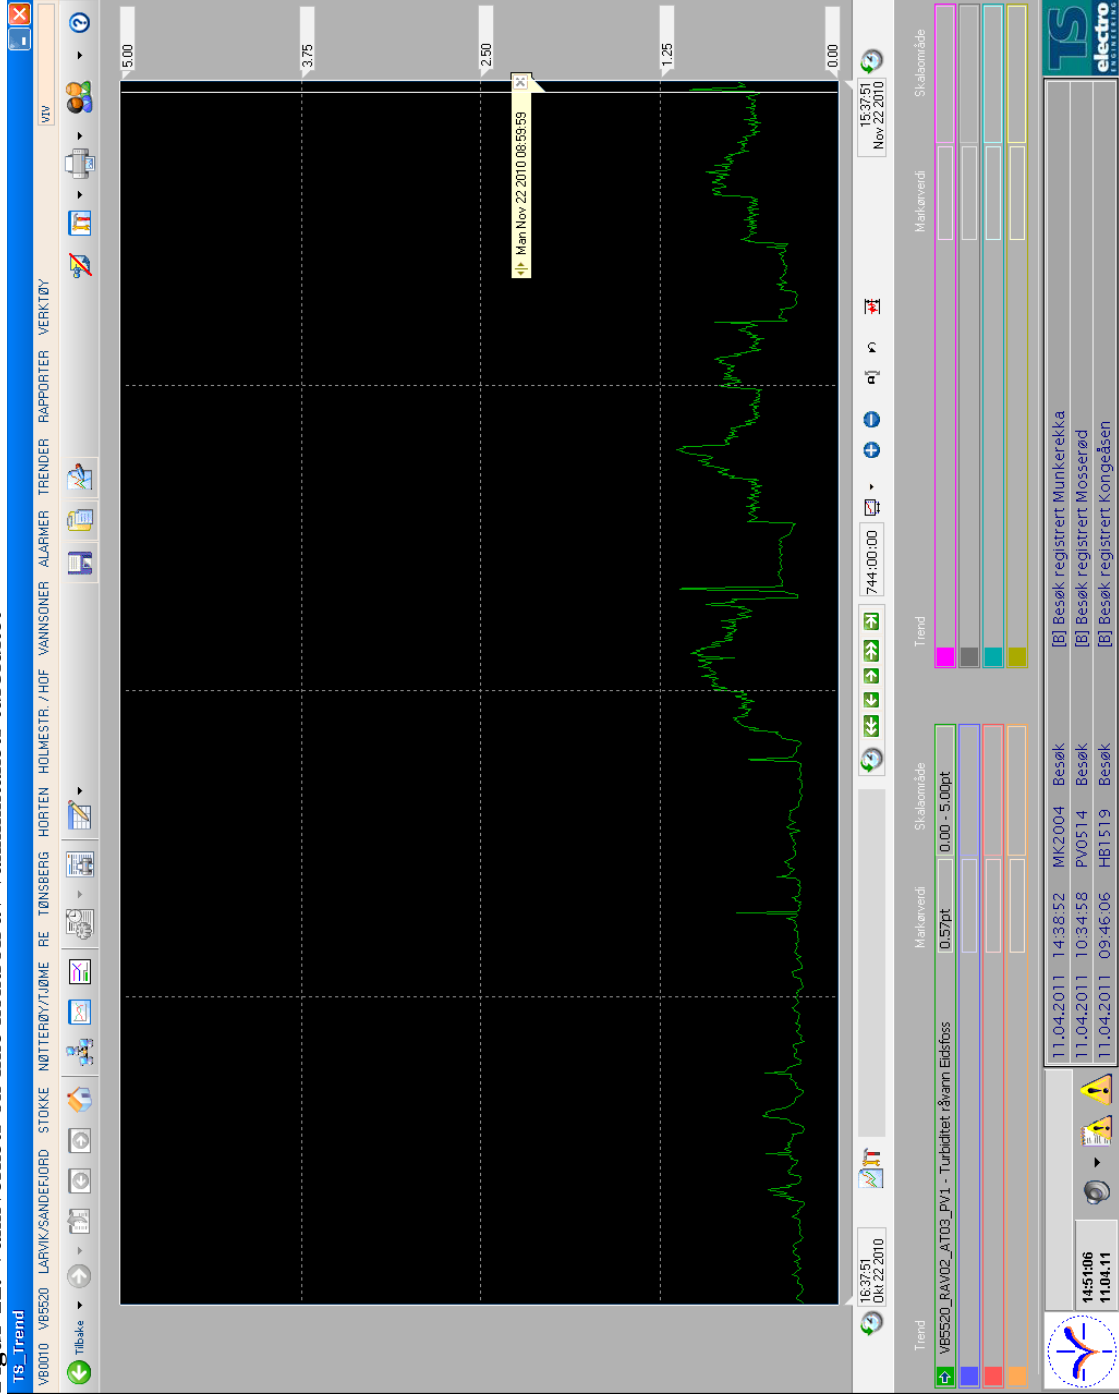 TS_Trend
VB0010 VB5520 LARVIK/SANDEFJORD STOKKE NØTTERØY/TJØME RE TØNSBERG HORTEN HOLMESTR. / HOF VANNSONER ALARMER TRENDER RAPPORTER VERKTØY VIV
Tilbake
5.00
3.75
2.50
1.25
0.00
Man Nov 22 2010 08:59:59
16:37:51
Okt 22 2010
744:00:00
15:37:51
Nov 22 2010
Trend Markørverdi Skalaområde Trend Markørverdi Skalaområde
VB5520_RAV02_AT03_PV1 - Turbiditet råvann Eidsfoss 0.57pt 0.00 - 5.00pt
14:51:06
11.04.11
11.04.2011 14:38:52 MK2004 Besøk [B] Besøk registrert Munkerekka
11.04.2011 10:34:58 PV0514 Besøk [B] Besøk registrert Mosserød
11.04.2011 09:46:06 HB1519 Besøk [B] Besøk registrert Kongeåsen
TS
electro
ENGINEERING